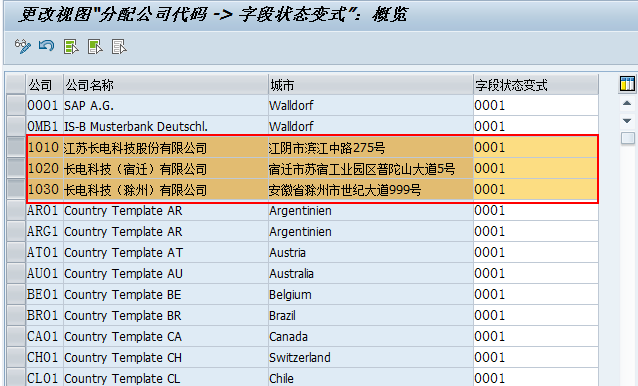 更改视图"分配公司代码 -> 字段状态变式": 概览
公司 公司名称 城市 字段状态变式
0001 SAP A.G. Walldorf 0001
0MB1 IS-B Musterbank Deutschl. Walldorf 0001
1010 江苏长电科技股份有限公司 江阴市滨江中路275号 0001
1020 长电科技（宿迁）有限公司 宿迁市苏宿工业园区普陀山大道5号 0001
1030 长电科技（滁州）有限公司 安徽省滁州市世纪大道999号 0001
AR01 Country Template AR Argentinien 0001
ARG1 Country Template AR Argentinien 0001
AT01 Country Template AT Austria 0001
AU01 Country Template AU Australia 0001
BE01 Country Template BE Belgium 0001
BR01 Country Template BR Brazil 0001
CA01 Country Template CA Canada 0001
CH01 Country Template CH Switzerland 0001
CL01 Country Template CL Chile 0001